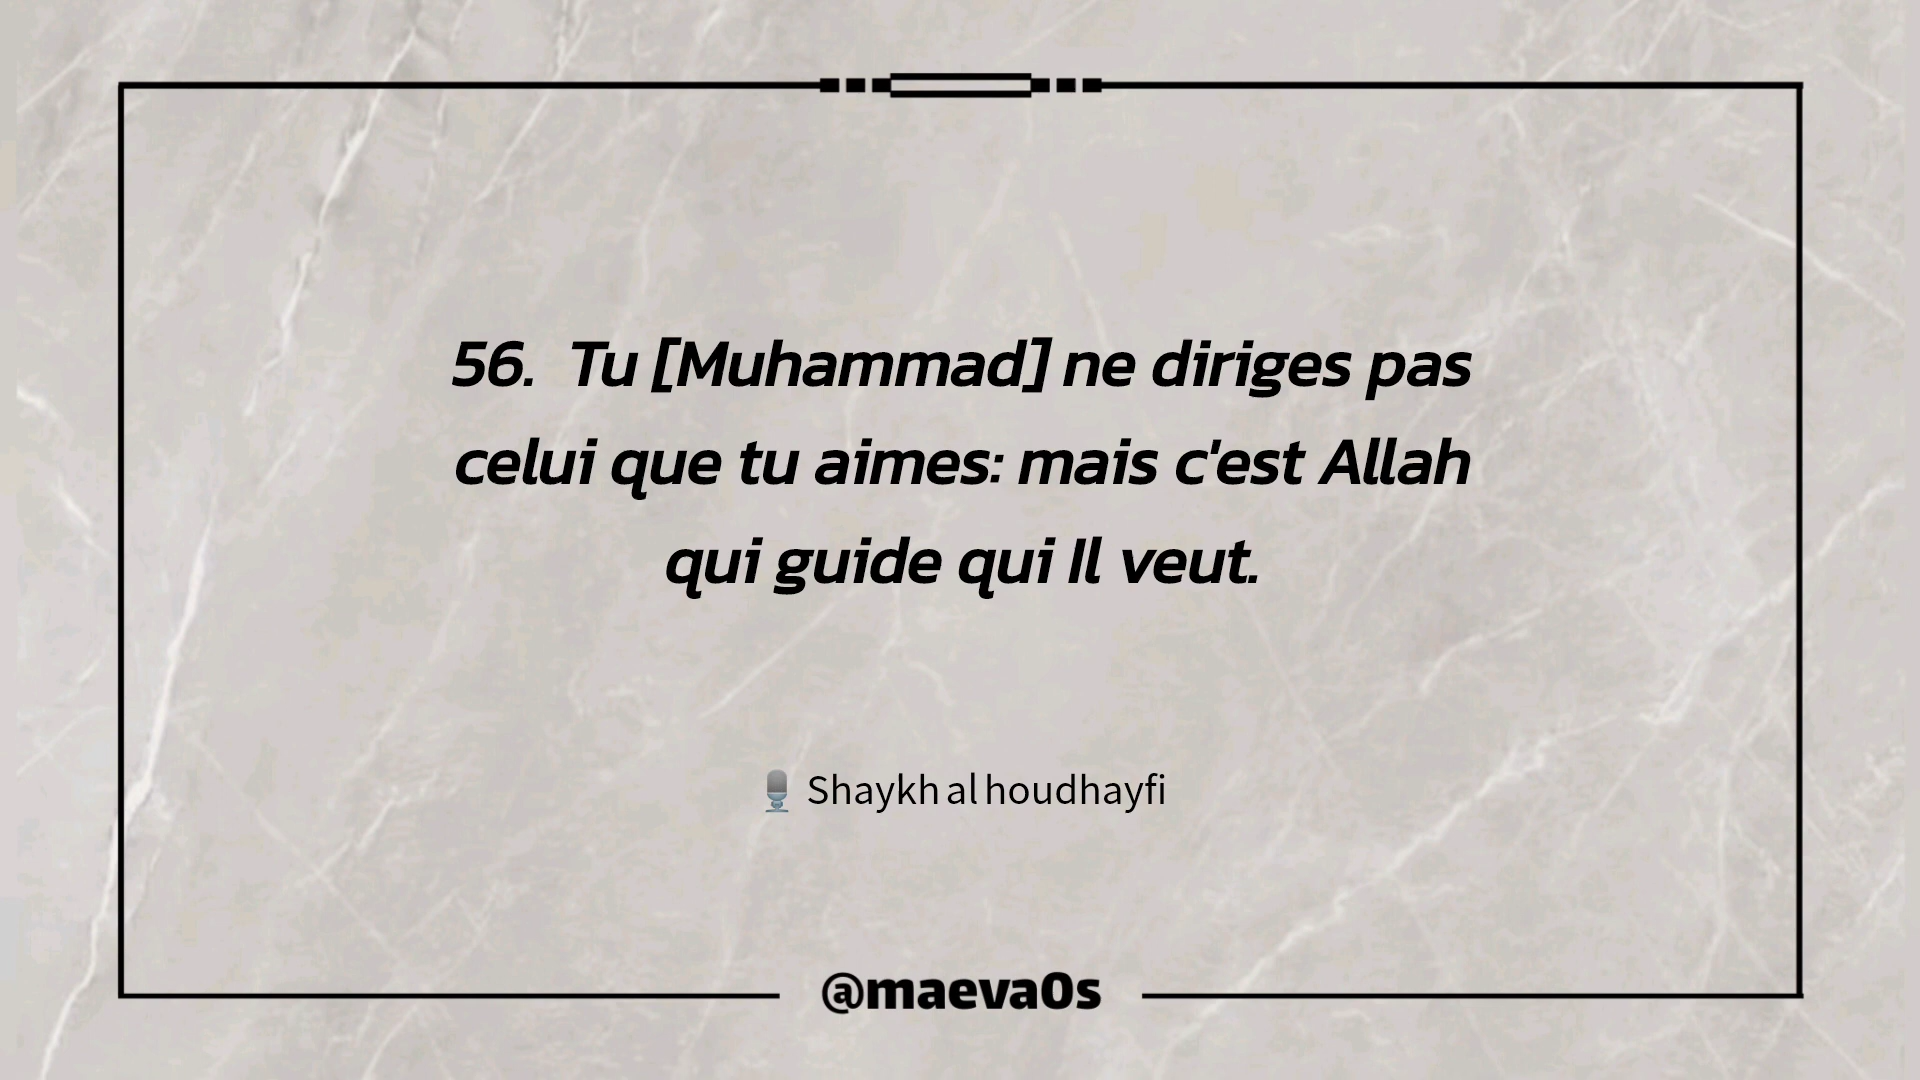 56. Tu [Muhammad] ne diriges pas
celui que tu aimes: mais c'est Allah
qui guide qui Il veut.
🎙️ Shaykh al houdhayfi
@maeva0s